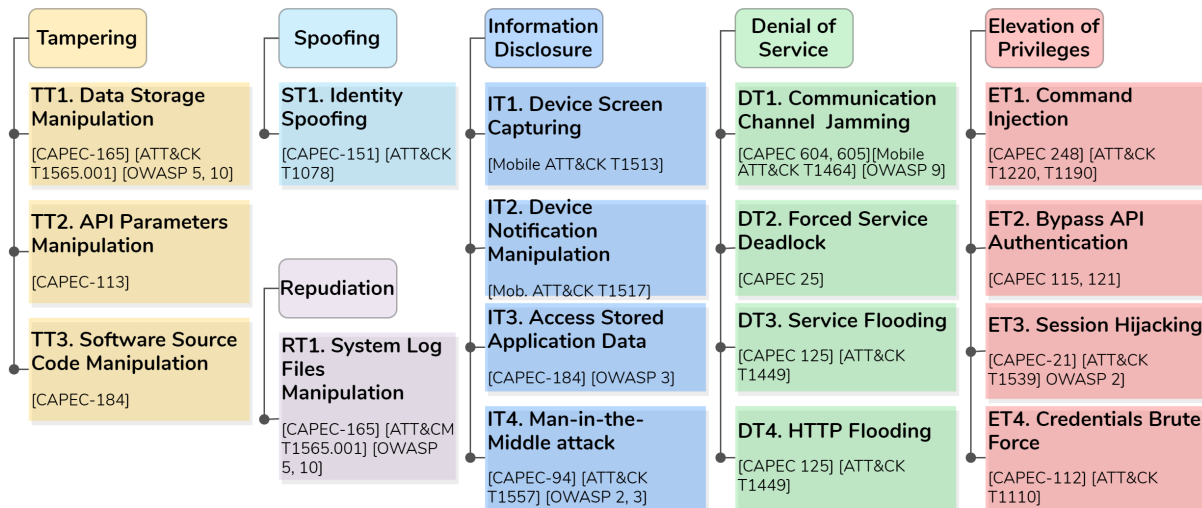 Tampering
TT1. Data Storage
Manipulation
[CAPEC-165] [ATT&CK
T1565.001] [OWASP 5, 10]
TT2. API Parameters
Manipulation
[CAPEC-113]
TT3. Software Source
Code Manipulation
[CAPEC-184]
Spoofing
ST1. Identity
Spoofing
[CAPEC-151] [ATT&CK
T1078]
Repudiation
RT1. System Log
Files
Manipulation
[CAPEC-165] [ATT&CM
T1565.001] [OWASP
5, 10]
Information
Disclosure
IT1. Device Screen
Capturing
[Mobile ATT&CK T1513]
IT2. Device
Notification
Manipulation
[Mob. ATT&CK T1517]
IT3. Access Stored
Application Data
[CAPEC-184] [OWASP 3]
IT4. Man-in-the-
Middle attack
[CAPEC-94] [ATT&CK
T1557] [OWASP 2, 3]
Denial of
Service
DT1. Communication
Channel Jamming
[CAPEC 604, 605][Mobile
ATT&CK T1464] [OWASP 9]
DT2. Forced Service
Deadlock
[CAPEC 25]
DT3. Service Flooding
[CAPEC 125] [ATT&CK
T1449]
DT4. HTTP Flooding
[CAPEC 125] [ATT&CK
T1449]
Elevation of
Privileges
ET1. Command
Injection
[CAPEC 248] [ATT&CK
T1220, T1190]
ET2. Bypass API
Authentication
[CAPEC 115, 121]
ET3. Session Hijacking
[CAPEC-21] [ATT&CK
T1539] OWASP 2]
ET4. Credentials Brute
Force
[CAPEC-112] [ATT&CK
T1110]